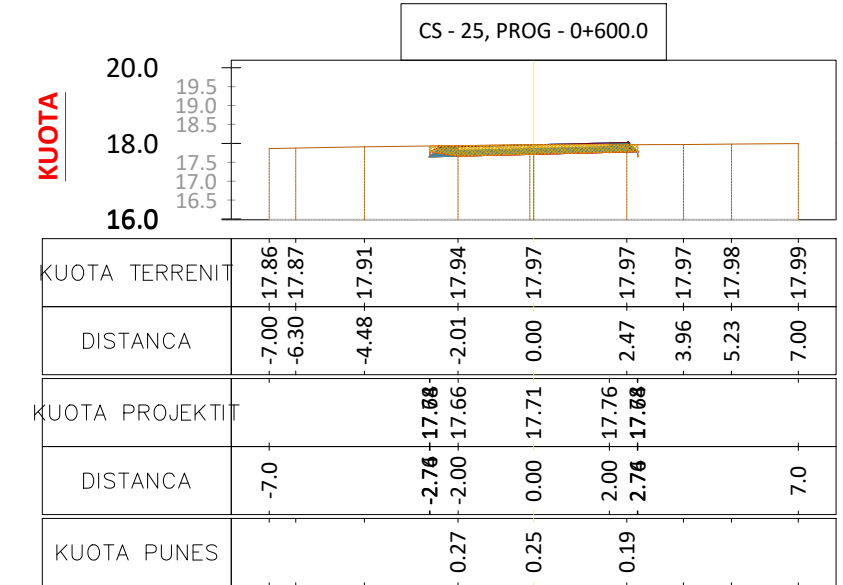 CS - 25, PROG - 0+600.0
KUOTA
20.0
19.5
19.0
18.5
18.0
17.5
17.0
16.5
16.0
KUOTA TERRENIT 17.86 17.87 17.91 17.94 17.97 17.97 17.97 17.98 17.99
DISTANCA -7.00 -6.30 -4.48 -2.01 0.00 2.47 3.96 5.23 7.00
KUOTA PROJEKTIT 17.66 17.71 17.76
DISTANCA -7.0 -2.00 0.00 2.00 7.0
KUOTA PUNES 0.27 0.25 0.19